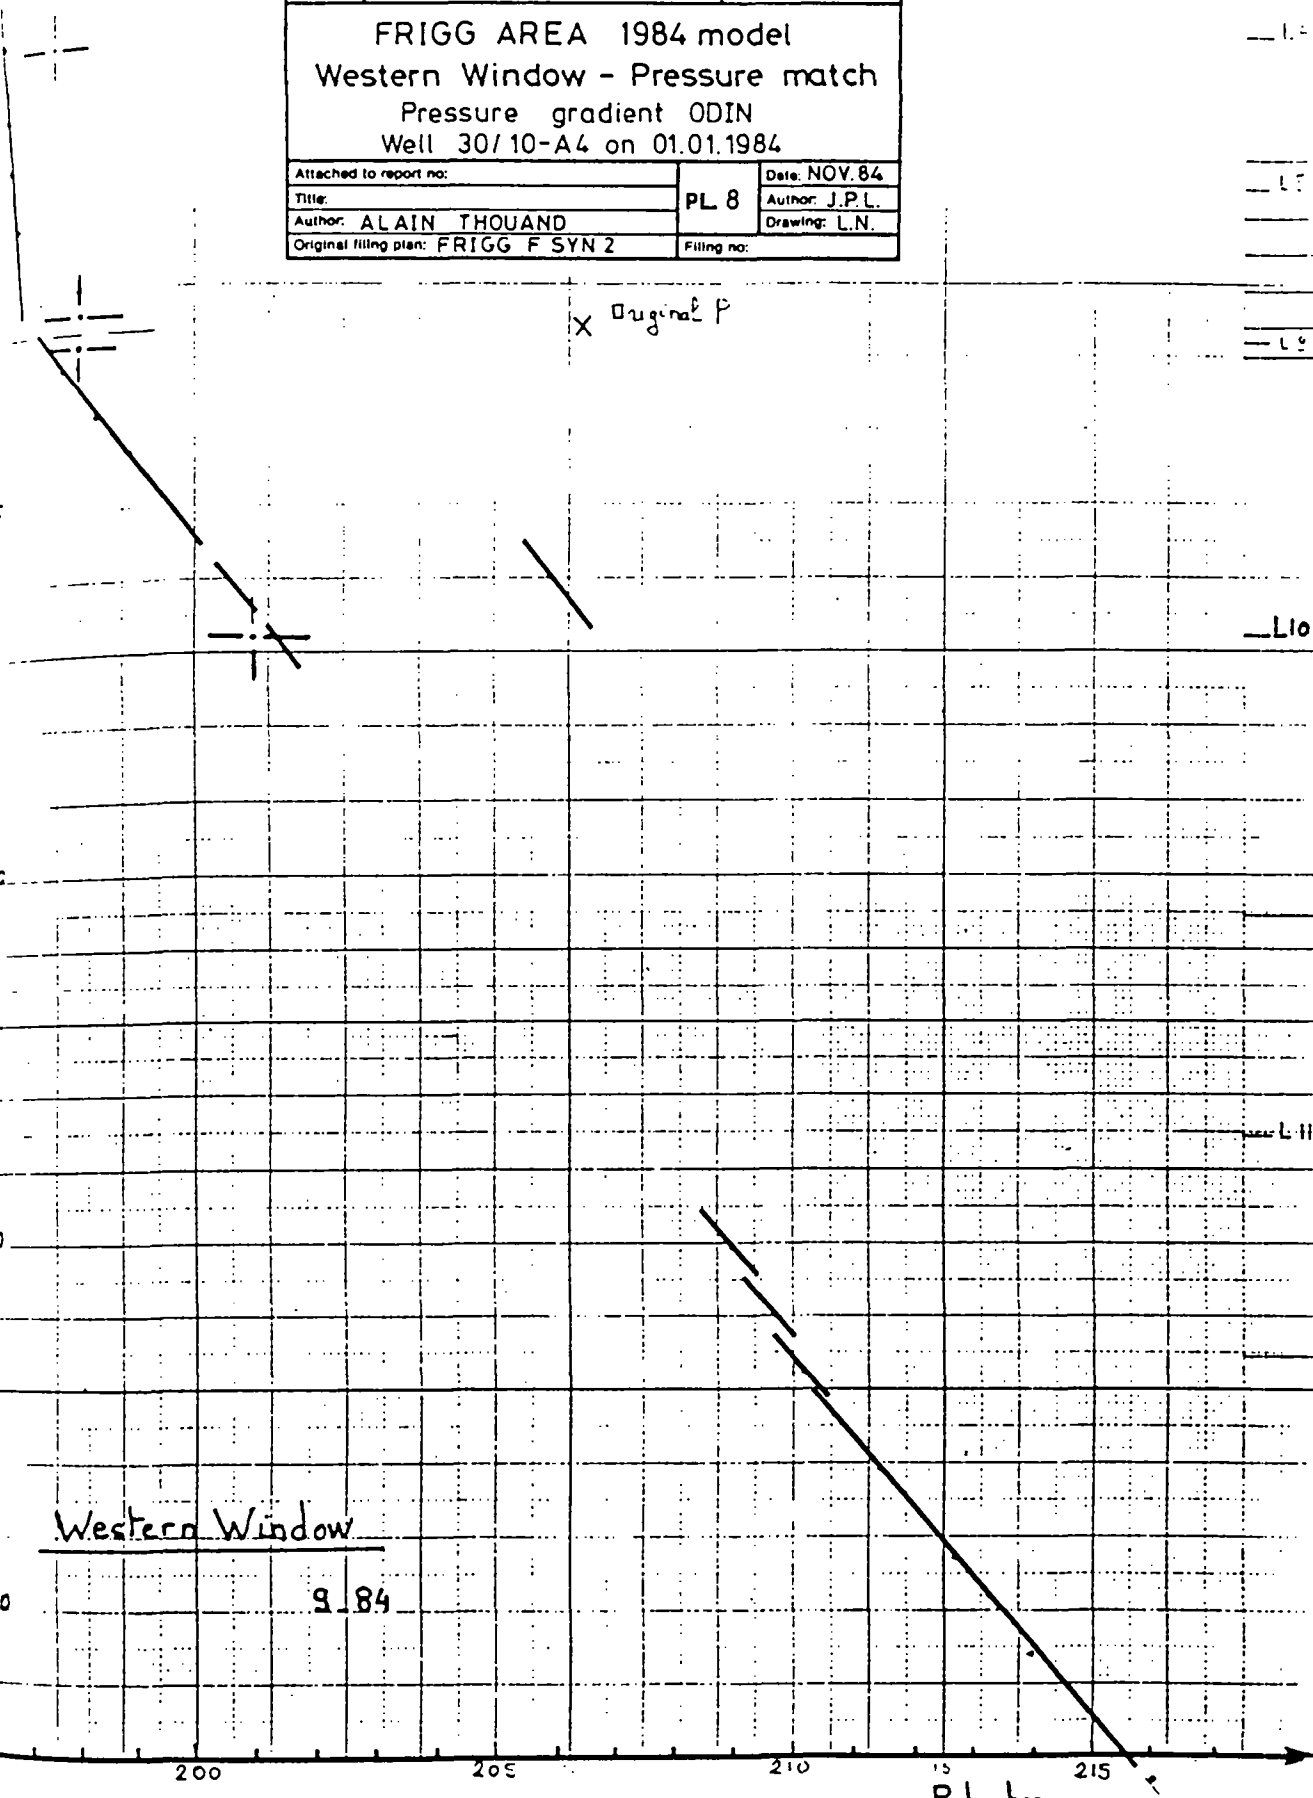 FRIGG AREA 1984 model
Western Window - Pressure match
Pressure gradient ODIN
Well 30/10-A4 on 01.01.1984
Attached to report no:
Title:
Author: ALAIN THOUAND
Original filing plan: FRIGG F SYN 2
PL 8
Date: NOV. 84
Author: J.P.L.
Drawing: L.N.
Filing no:
Original P
L10
L11
Western Window
9.84
200
210
15
215